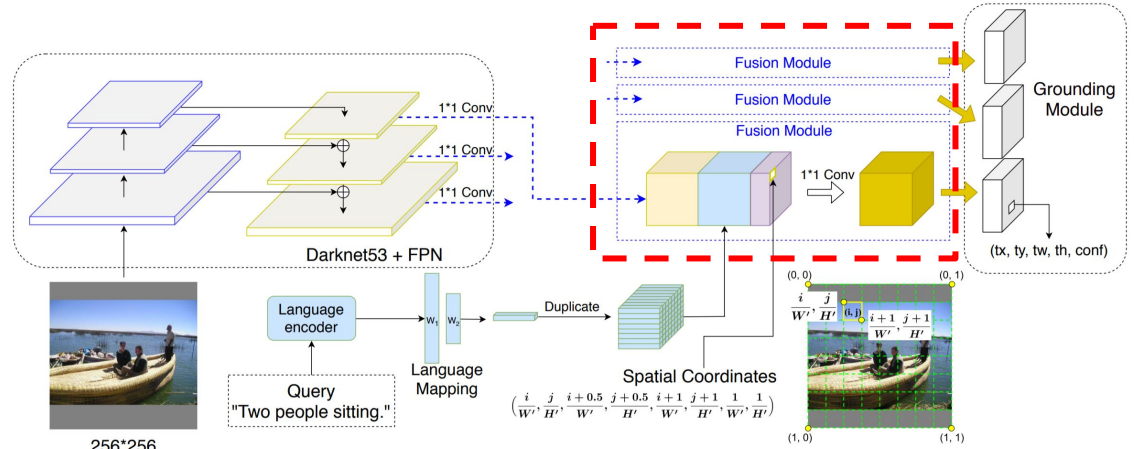 Fusion Module
Fusion Module
Fusion Module
Grounding
Module
1*1 Conv
1*1 Conv
1*1 Conv
1*1 Conv
Darknet53 + FPN
(tx, ty, tw, th, conf)
(0, 0)
(0, 1)
i/W′, j/H′
(i, j)
i+1/W′, j+1/H′
(1, 0)
(1, 1)
Language
encoder
W₁
W₂
Duplicate
Language
Mapping
Query
"Two people sitting."
Spatial Coordinates
(i/W′, j/H′, i+0.5/W′, j+0.5/H′, i+1/W′, j+1/H′, 1/W′, 1/H′)
256*256